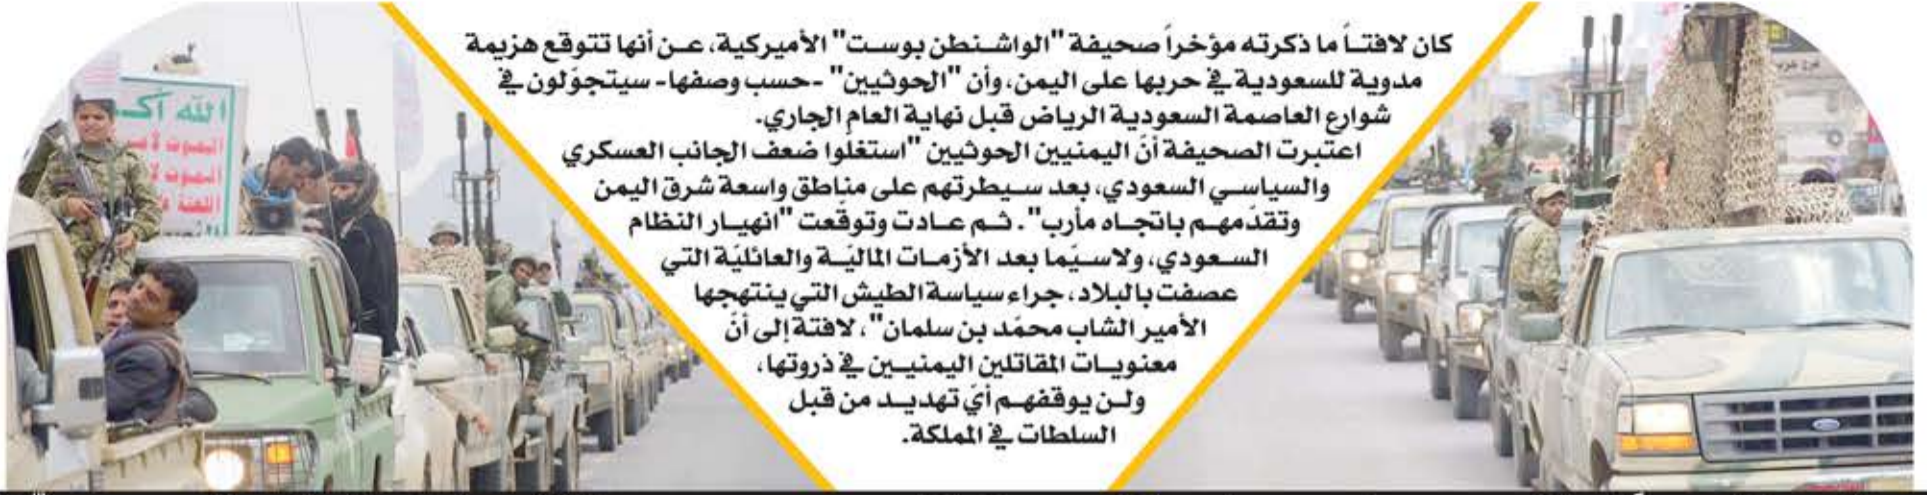 كان لافتاً ما ذكرته مؤخراً صحيفة "الواشنطن بوست" الأميركية، عن أنها تتوقع هزيمة
مدوية للسعودية في حربها على اليمن، وأن "الحوثيين" -حسب وصفها- سيتجوّلون في
شوارع العاصمة السعودية الرياض قبل نهاية العام الجاري.
اعتبرت الصحيفة أنّ اليمنيين الحوثيين "استغلوا ضعف الجانب العسكري
والسياسي السعودي، بعد سيطرتهم على مناطق واسعة شرق اليمن
وتقدّمهم باتجاه مأرب". ثم عادت وتوقّعت "انهيار النظام
السعودي، ولاسيّما بعد الأزمات الماليّة والعائليّة التي
عصفت بالبلاد، جراء سياسة الطيش التي ينتهجها
الأمير الشاب محمّد بن سلمان"، لافتة إلى أنّ
معنويات المقاتلين اليمنيين في ذروتها،
ولن يوقفهم أيّ تهديد من قبل
السلطات في المملكة.
الله
الموت
الموت
اللعنة